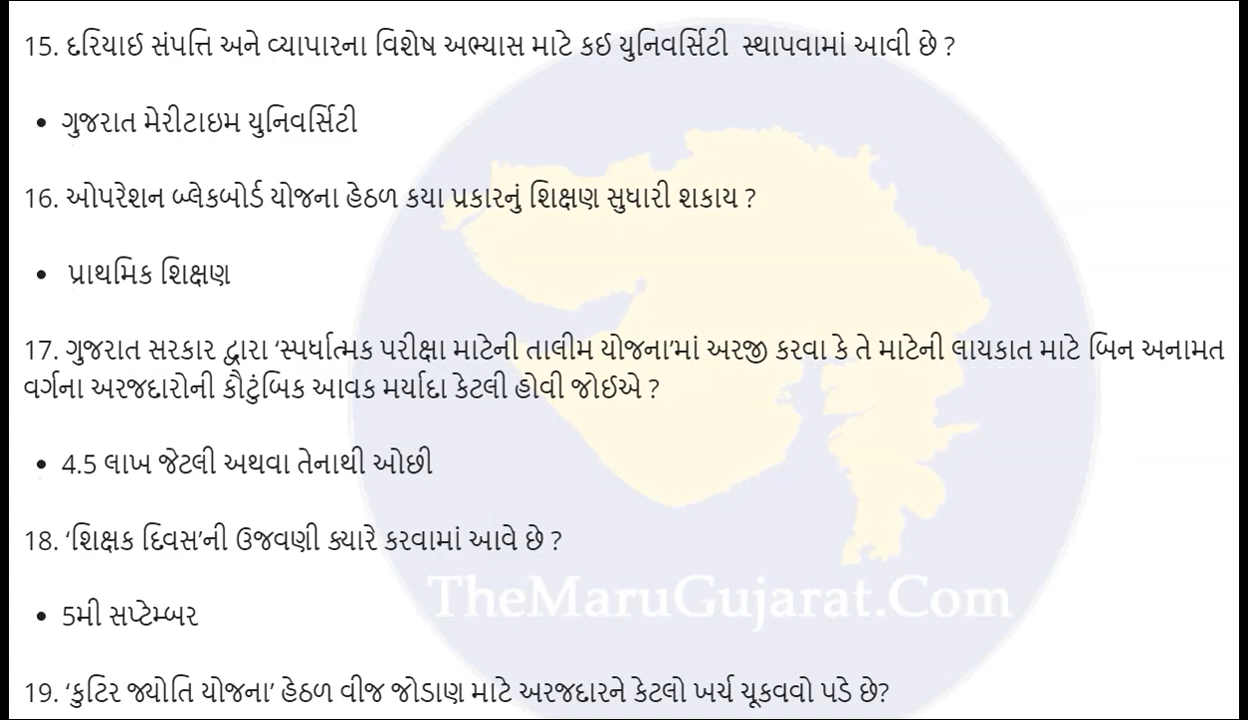 15. દરિયાઈ સંપત્તિ અને વ્યાપારના વિશેષ અભ્યાસ માટે કઈ યુનિવર્સિટી સ્થાપવામાં આવી છે ?
• ગુજરાત મેરીટાઇમ યુનિવર્સિટી
16. ઓપરેશન બ્લેકબોર્ડ યોજના હેઠળ કયા પ્રકારનું શિક્ષણ સુધારી શકાય ?
• પ્રાથમિક શિક્ષણ
17. ગુજરાત સરકાર દ્વારા ‘સ્પર્ધાત્મક પરીક્ષા માટેની તાલીમ યોજના’માં અરજી કરવા કે તે માટેની લાયકાત માટે બિન અનામત
વર્ગના અરજદારોની કૌટુંબિક આવક મર્યાદા કેટલી હોવી જોઈએ ?
• 4.5 લાખ જેટલી અથવા તેનાથી ઓછી
18. ‘શિક્ષક દિવસ’ની ઉજવણી ક્યારે કરવામાં આવે છે ?
• 5મી સપ્ટેમ્બર
TheMaruGujarat.Com
19. ‘કુટિર જ્યોતિ યોજના’ હેઠળ વીજ જોડાણ માટે અરજદારને કેટલો ખર્ચ ચૂકવવો પડે છે?